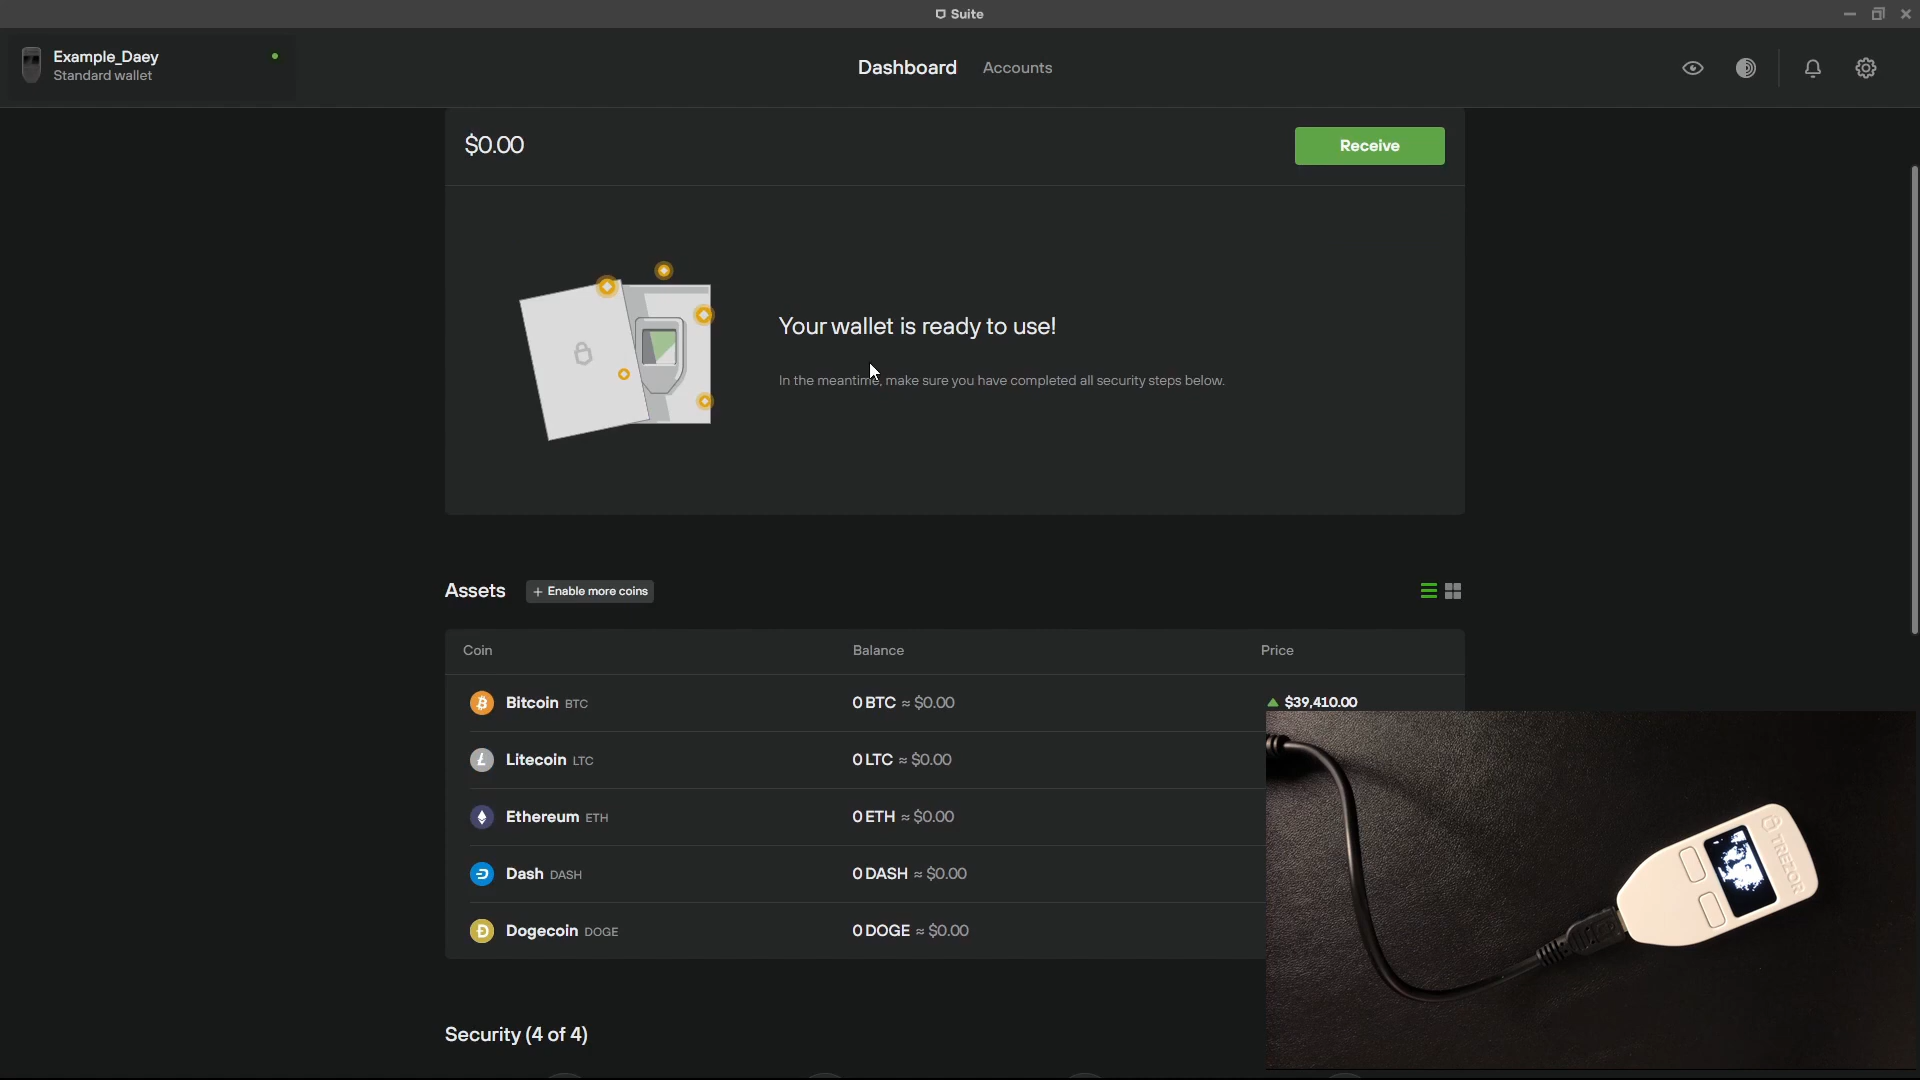 Suite
Example_Daey
Standard wallet
Dashboard
Accounts
$0.00
Receive
Your wallet is ready to use!
In the meantime, make sure you have completed all security steps below.
Assets
+ Enable more coins
Coin
Balance
Price
Bitcoin BTC
0 BTC ≈ $0.00
$39,410.00
Litecoin LTC
0 LTC ≈ $0.00
Ethereum ETH
0 ETH ≈ $0.00
Dash DASH
0 DASH ≈ $0.00
Dogecoin DOGE
0 DOGE ≈ $0.00
TREZOR
Security (4 of 4)